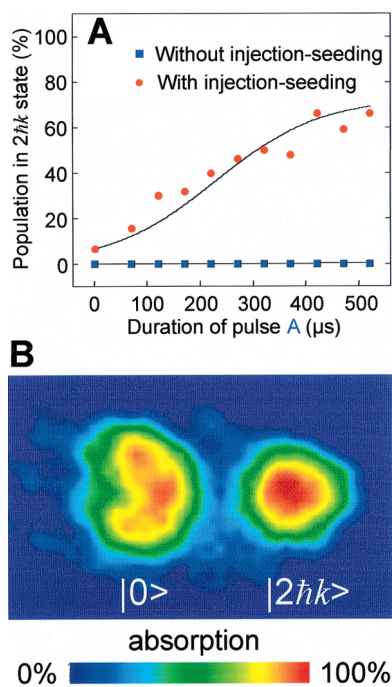 A
Population in 2ħk state (%)
100
80
60
40
20
0
Without injection-seeding
With injection-seeding
0 100 200 300 400 500
Duration of pulse A (μs)
B
|0> |2ħk>
absorption
0% 100%